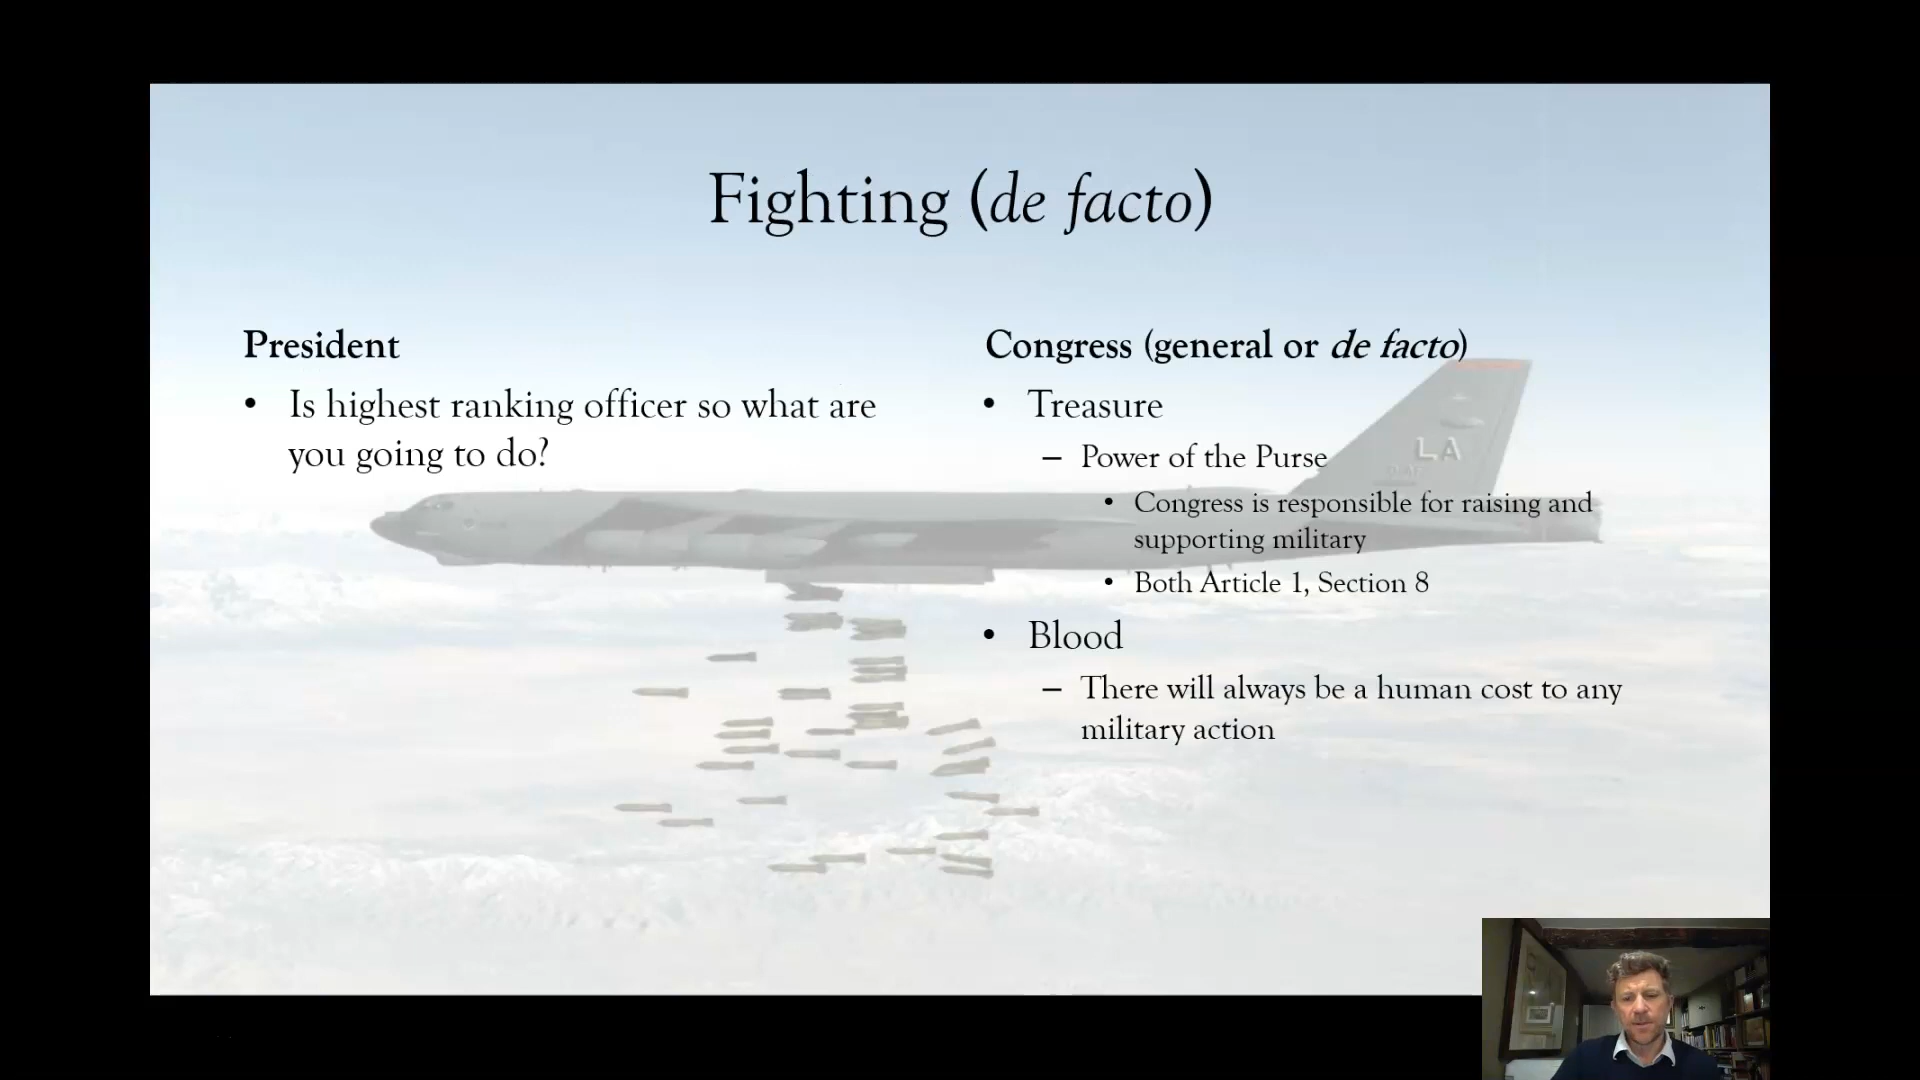 Fighting (de facto)
President
• Is highest ranking officer so what are
you going to do?
Congress (general or de facto)
• Treasure
– Power of the Purse
• Congress is responsible for raising and
supporting military
• Both Article 1, Section 8
• Blood
– There will always be a human cost to any
military action
LA